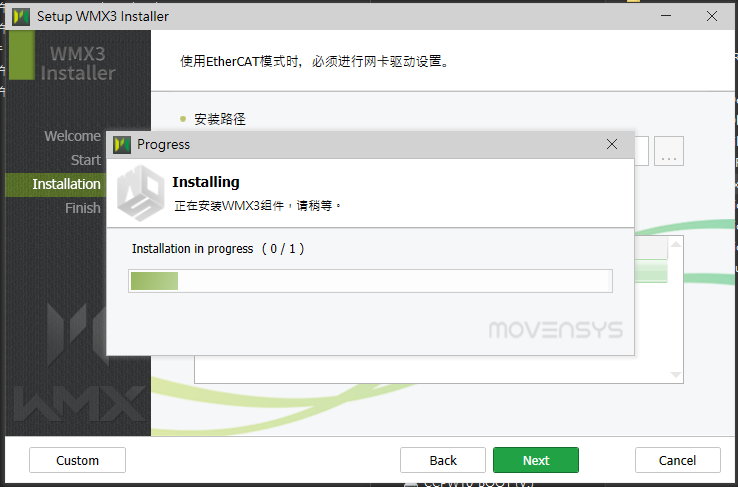 Setup WMX3 Installer
WMX3
Installer
使用EtherCAT模式时，必须进行网卡驱动设置。
安装路径
Welcome
Start
Installation
Finish
...
Progress
Installing
正在安装WMX3组件，请稍等。
Installation in progress ( 0 / 1 )
MOVENSYS
WMX
Custom
Back
Next
Cancel